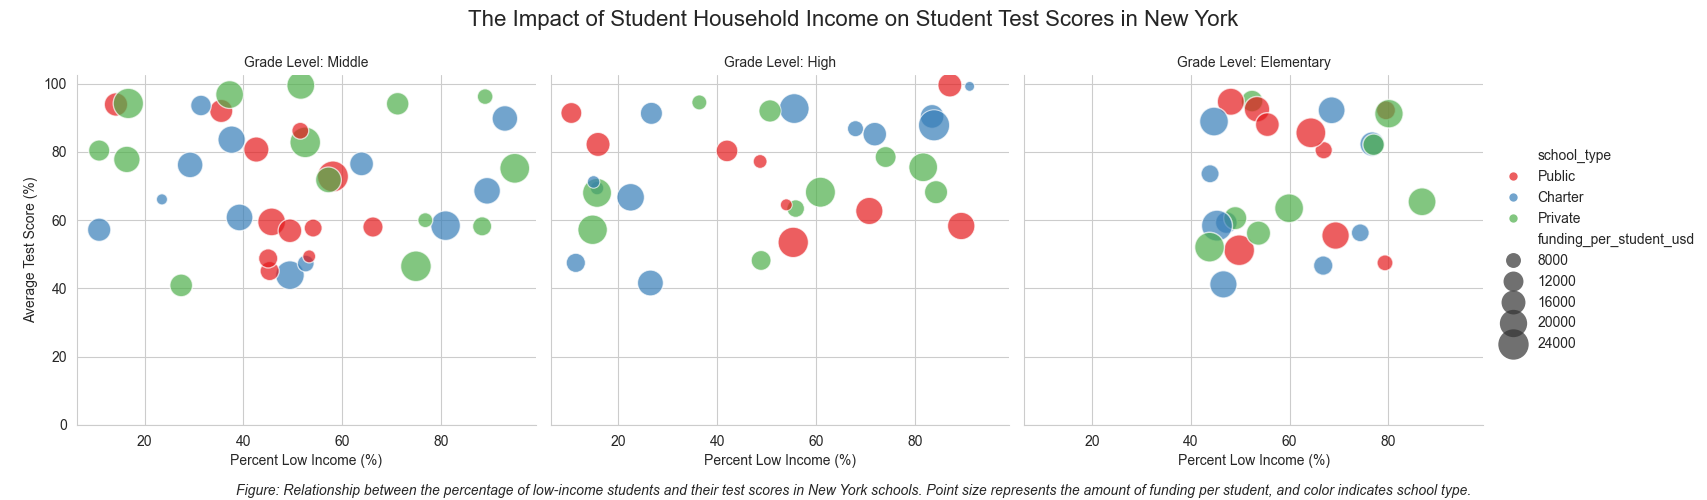 The Impact of Student Household Income on Student Test Scores in New York
Grade Level: Middle
Grade Level: High
Grade Level: Elementary
100
80
60
40
20
0
Average Test Score (%)
20 40 60 80
20 40 60 80
20 40 60 80
Percent Low Income (%)
Percent Low Income (%)
Percent Low Income (%)
school_type
Public
Charter
Private
funding_per_student_usd
8000
12000
16000
20000
24000
Figure: Relationship between the percentage of low-income students and their test scores in New York schools. Point size represents the amount of funding per student, and color indicates school type.